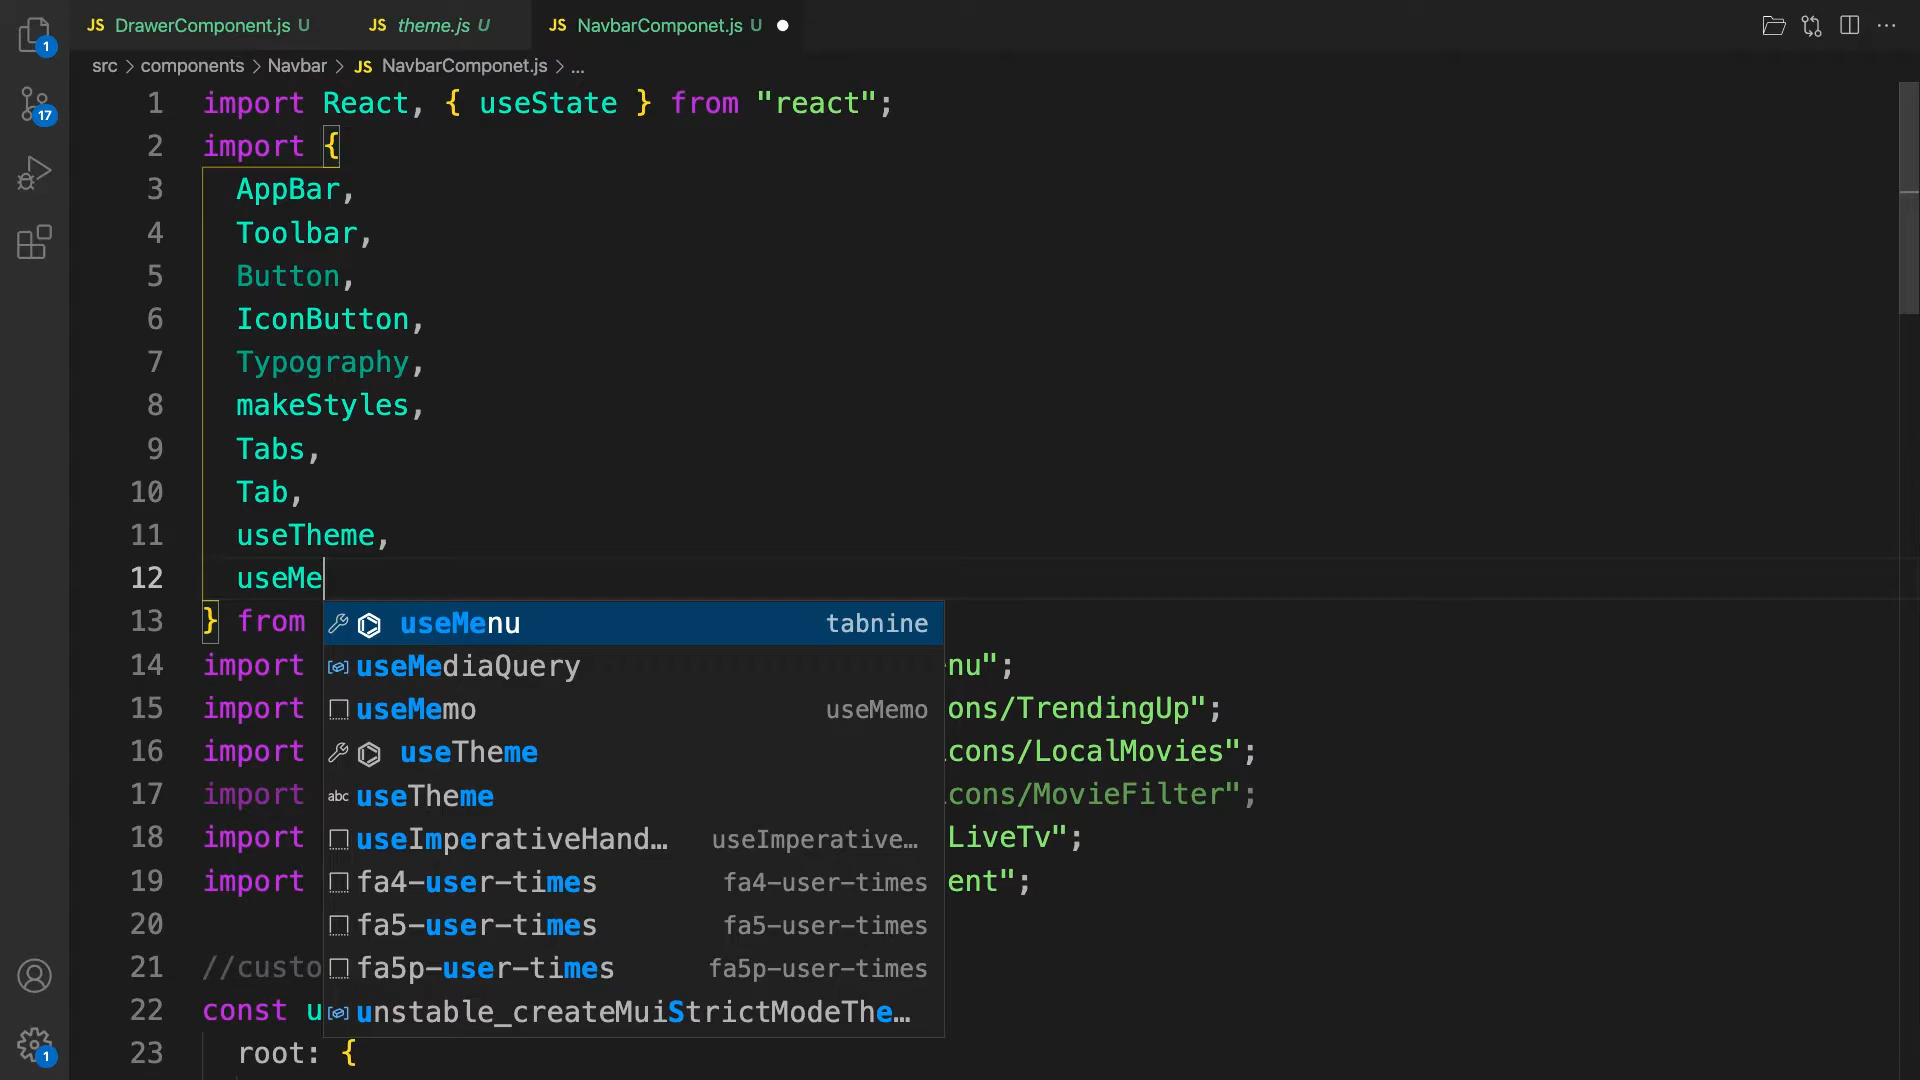 JS DrawerComponent.js U JS theme.js U JS NavbarComponet.js U
1
src > components > Navbar > JS NavbarComponet.js > ...
17
1 import React, { useState } from "react";
2 import {
3 AppBar,
4 Toolbar,
5 Button,
6 IconButton,
7 Typography,
8 makeStyles,
9 Tabs,
10 Tab,
11 useTheme,
12 useMe
13 } from useMenu tabnine
14 import useMediaQuery nu";
15 import useMemo useMemo ons/TrendingUp";
16 import useTheme cons/LocalMovies";
17 import abc useTheme cons/MovieFilter";
18 import useImperativeHand… useImperative… LiveTv";
19 import fa4-user-times fa4-user-times ent";
20 fa5-user-times fa5-user-times
21 //custo fa5p-user-times fa5p-user-times
22 const u unstable_createMuiStrictModeThe…
23 root: {
1